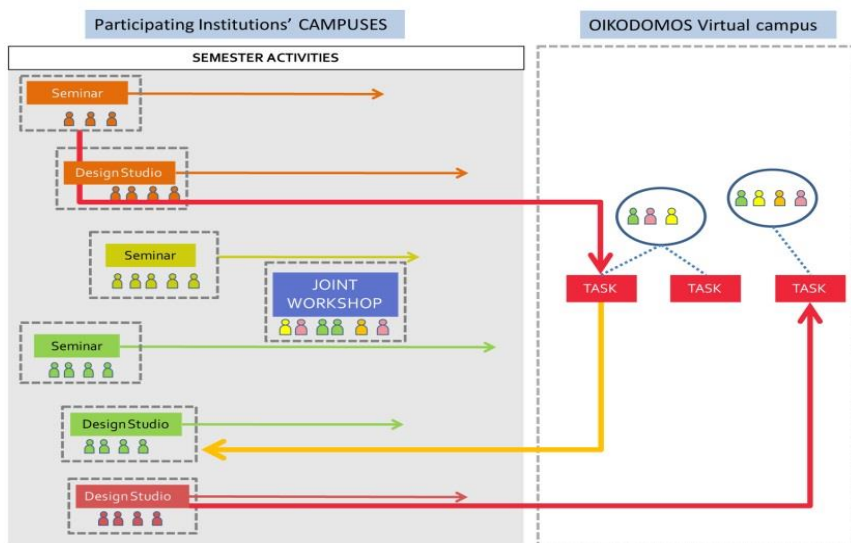 Participating Institutions' CAMPUSES
OIKODOMOS Virtual campus
SEMESTER ACTIVITIES
Seminar
Design Studio
Seminar
JOINT
WORKSHOP
TASK
TASK
TASK
Seminar
Design Studio
Design Studio